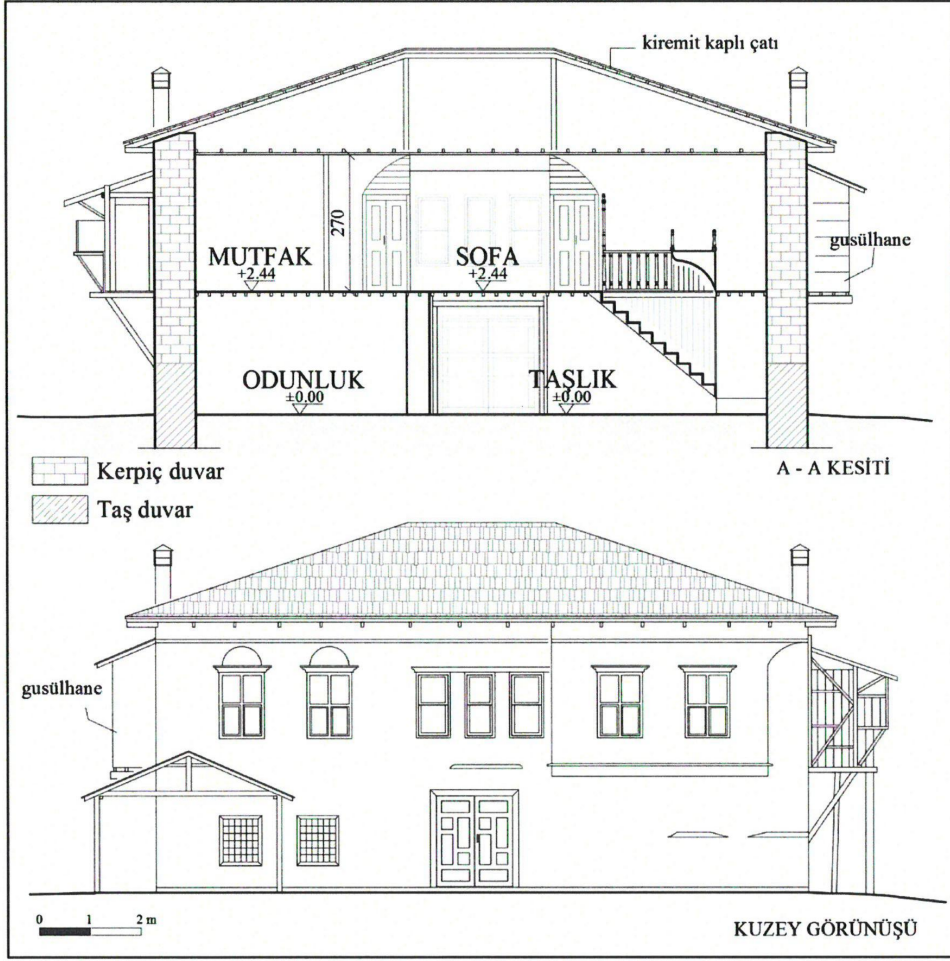 kiremit kaplı çatı
270
MUTFAK
+2.44
SOFA
+2.44
gusülhane
ODUNLUK
±0.00
TAŞLIK
±0.00
Kerpiç duvar
Taş duvar
A - A KESİTİ
gusülhane
0 1 2 m
KUZEY GÖRÜNÜŞÜ